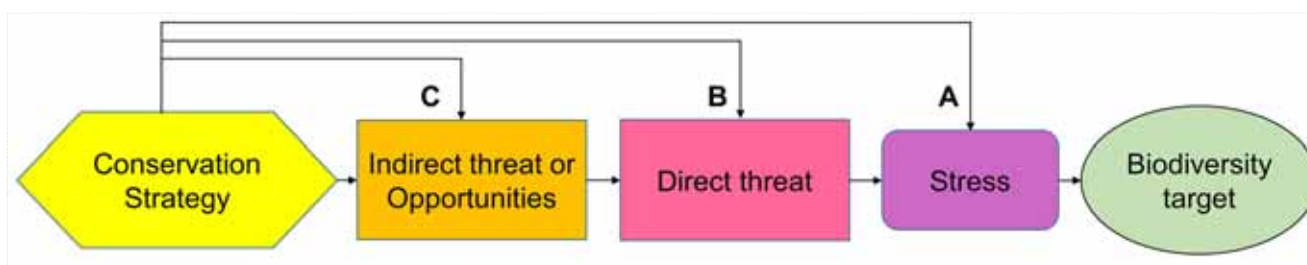 C
B
A
Conservation
Strategy
Indirect threat or
Opportunities
Direct threat
Stress
Biodiversity
target